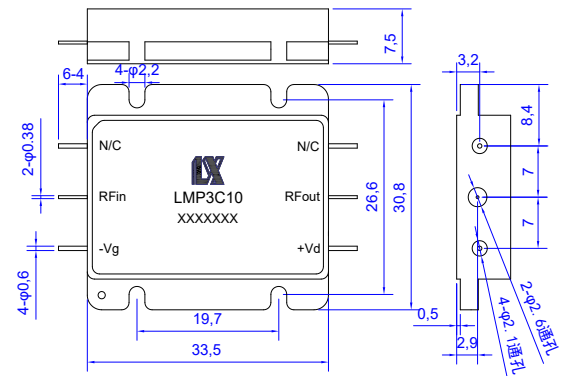 7,5
6-4
4-φ2,2
3,2
8,4
N/C
N/C
LX
2-φ0.38
RFin
LMP3C10
RFout
XXXXXXX
26,6
30,8
7
7
-Vg
+Vd
4-φ0,6
2-φ2.6通孔
4-φ2.1通孔
0,5
2,9
19,7
33,5